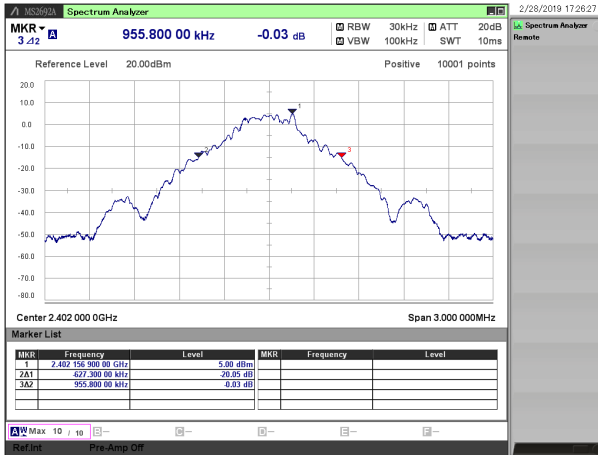 MS2692A Spectrum Analyzer
2/28/2019 17:26:27
Spectrum Analyzer
Remote
MKR
3 Δ2 A
955.800 00 kHz
-0.03 dB
M RBW 30kHz M ATT 20dB
M VBW 100kHz SWT 10ms
Reference Level 20.00dBm Positive 10001 points
20.0
10.0
0.0
-10.0
-20.0
-30.0
-40.0
-50.0
-60.0
-70.0
-80.0
1
2
3
Center 2.402 000 0GHz Span 3.000 000MHz
Marker List
MKR Frequency Level MKR Frequency Level
1 2.402 156 900 00 GHz 5.00 dBm
2Δ1 -627.300 00 kHz -20.05 dB
3Δ2 955.800 00 kHz -0.03 dB
A W Max 10 / 10 B- C- D- E- F-
Ref.Int Pre-Amp Off